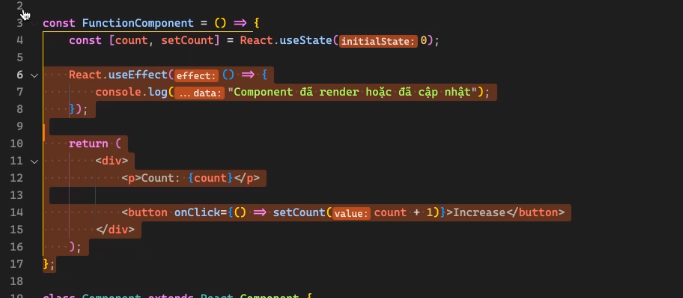 2
3 const FunctionComponent = () => {
4 const [count, setCount] = React.useState(initialState: 0);
5
6 React.useEffect(effect: () => {
7 console.log(...data: "Component đã render hoặc đã cập nhật");
8 });
9
10 return (
11 <div>
12 <p>Count: {count}</p>
13
14 <button onClick={() => setCount(value: count + 1)}>Increase</button>
15 </div>
16 );
17 };
18
19 class Component extends React.Component {